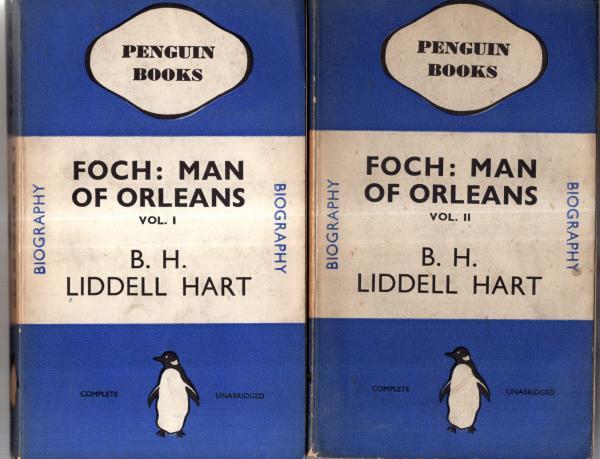 PENGUIN
BOOKS
FOCH: MAN
OF ORLEANS
VOL. I
BIOGRAPHY
BIOGRAPHY
B. H.
LIDDELL HART
COMPLETE
UNABRIDGED
PENGUIN
BOOKS
FOCH: MAN
OF ORLEANS
VOL. II
BIOGRAPHY
BIOGRAPHY
B. H.
LIDDELL HART
COMPLETE
UNABRIDGED